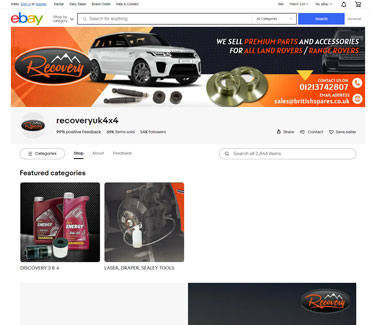 Hello. Sign in or register
Daily Deals
Brand Outlet
Help & Contact
Sell
Watch List
My eBay
ebay
Shop by category
Search for anything
All Categories
Search
Advanced
Recovery
WE SELL PREMIUM PARTS AND ACCESSORIES
FOR ALL LAND ROVERS / RANGE ROVERS
CONTACT US ON
01213742807
EMAIL ADDRESS
sales@britishspares.co.uk
Recovery
recoveryuk4x4
99% positive Feedback
69K items sold
14K followers
Share
Contact
Save seller
Categories
Shop
About
Feedback
Search all 2,844 items
Featured categories
ENERGY
ENERGY
DISCOVERY 3 & 4
LASER, DRAPER, SEALEY TOOLS
Recovery